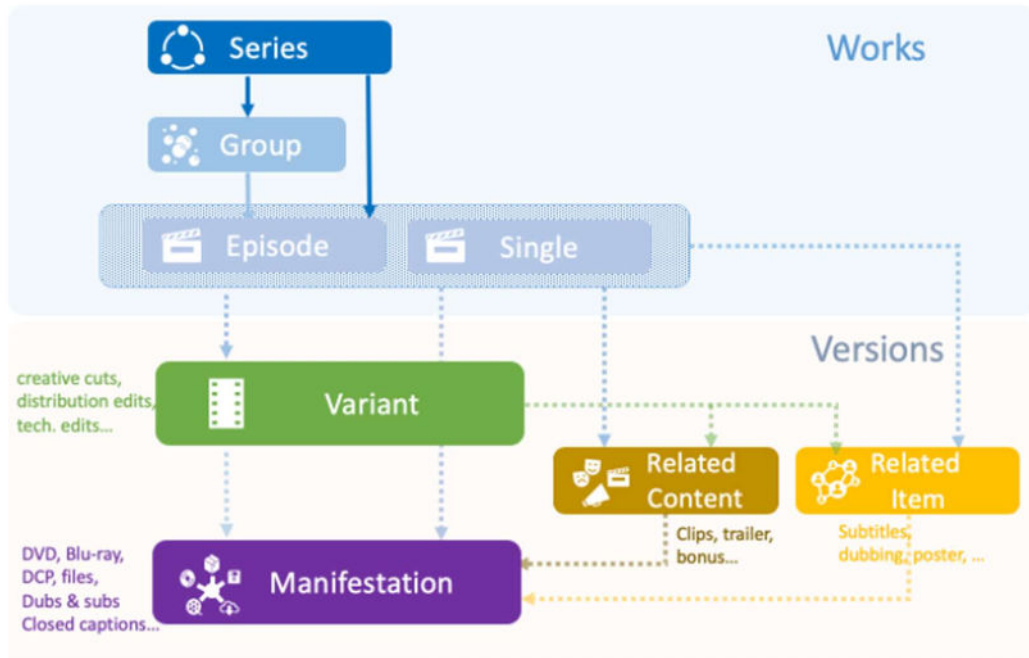 Works
Series
Group
Episode
Single
Versions
creative cuts,
distribution edits,
tech. edits...
Variant
Related
Content
Related
Item
Clips, trailer,
bonus...
Subtitles,
dubbing, poster, ...
DVD, Blu-ray,
DCP, files,
Dubs & subs
Closed captions...
Manifestation